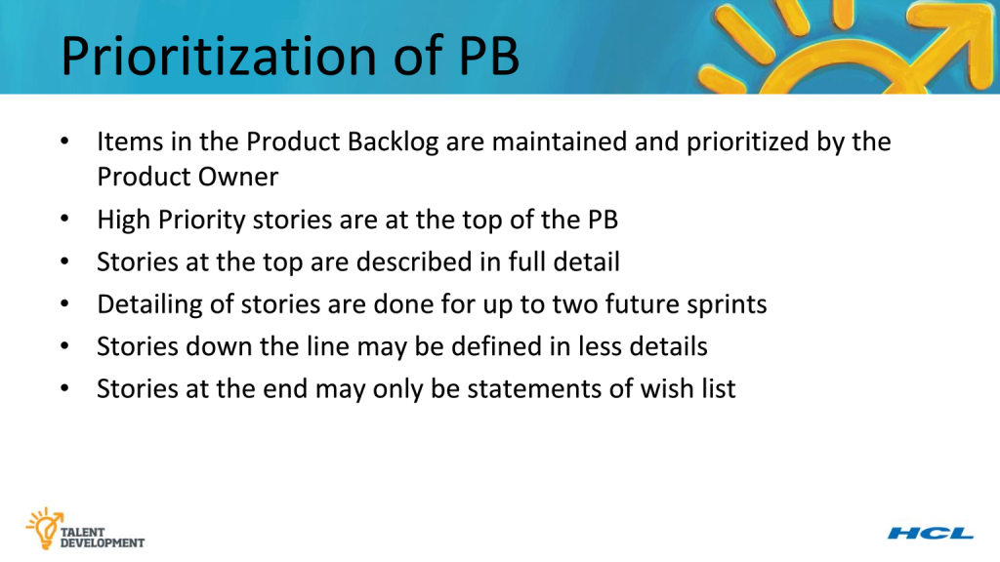 Prioritization of PB
• Items in the Product Backlog are maintained and prioritized by the
Product Owner
• High Priority stories are at the top of the PB
• Stories at the top are described in full detail
• Detailing of stories are done for up to two future sprints
• Stories down the line may be defined in less details
• Stories at the end may only be statements of wish list
TALENT
DEVELOPMENT
HCL